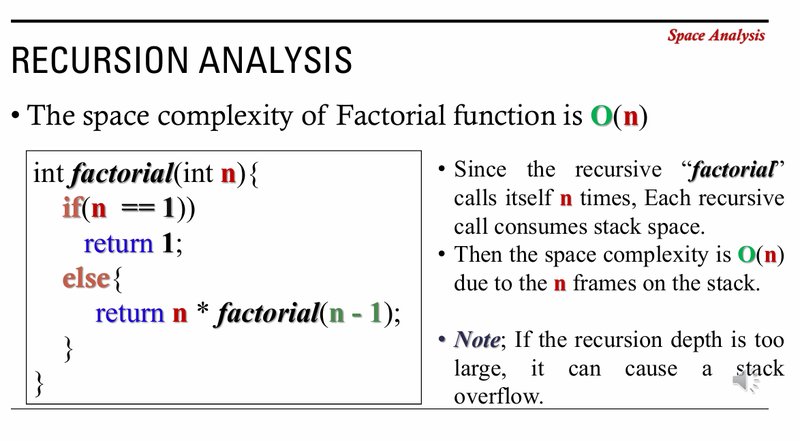 Space Analysis
RECURSION ANALYSIS
• The space complexity of Factorial function is O(n)
int factorial(int n){
if(n == 1))
return 1;
else{
return n * factorial(n - 1);
}
}
• Since the recursive “factorial”
calls itself n times, Each recursive
call consumes stack space.
• Then the space complexity is O(n)
due to the n frames on the stack.
• Note; If the recursion depth is too
large, it can cause a stack
overflow.